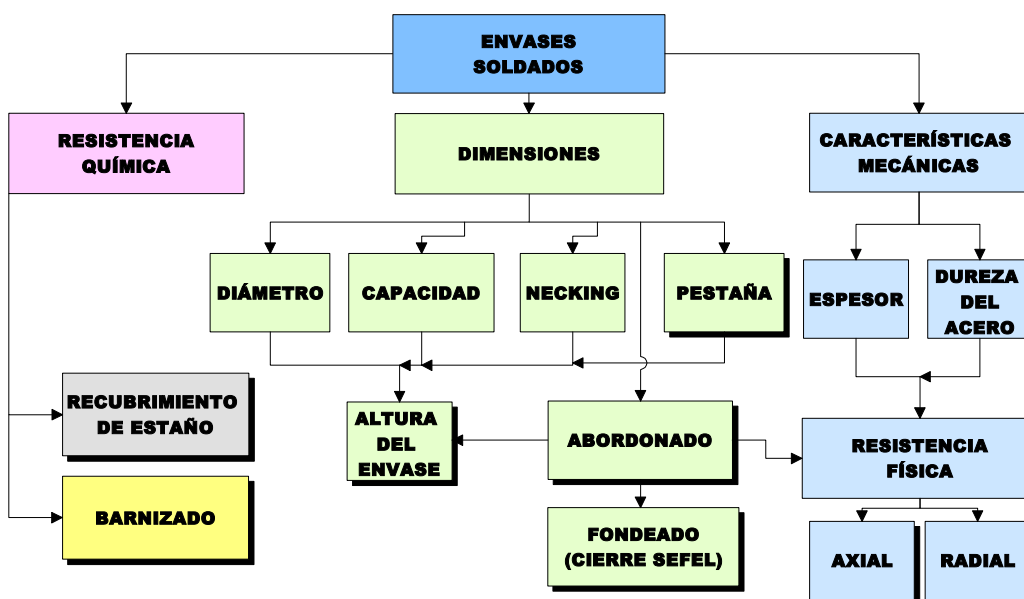 ENVASES
SOLDADOS
RESISTENCIA
QUÍMICA
DIMENSIONES
CARACTERÍSTICAS
MECÁNICAS
DIÁMETRO
CAPACIDAD
NECKING
PESTAÑA
ESPESOR
DUREZA
DEL
ACERO
RECUBRIMIENTO
DE ESTAÑO
ALTURA
DEL
ENVASE
ABORDONADO
RESISTENCIA
FÍSICA
BARNIZADO
FONDEADO
(CIERRE SEFEL)
AXIAL
RADIAL